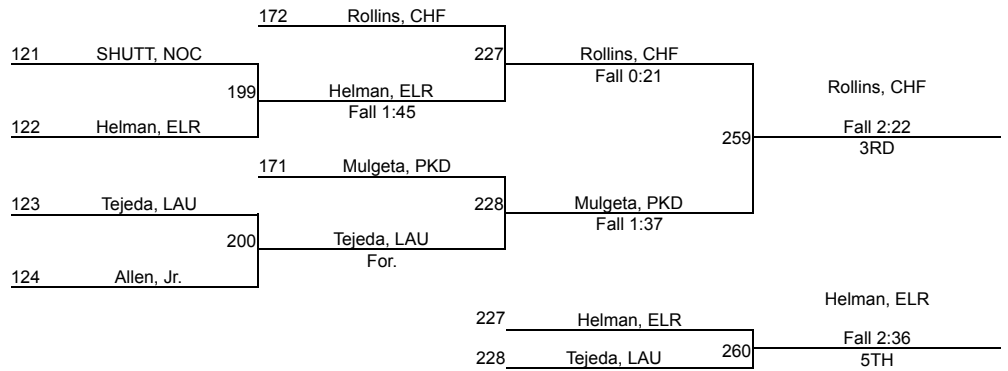 172 Rollins, CHF
121 SHUTT, NOC
227 Rollins, CHF
Fall 0:21
Rollins, CHF
199 Helman, ELR
Fall 1:45
122 Helman, ELR
259 Fall 2:22
3RD
171 Mulgeta, PKD
123 Tejeda, LAU
228 Mulgeta, PKD
Fall 1:37
200 Tejeda, LAU
For.
124 Allen, Jr.
Helman, ELR
227 Helman, ELR
260 Fall 2:36
228 Tejeda, LAU
5TH